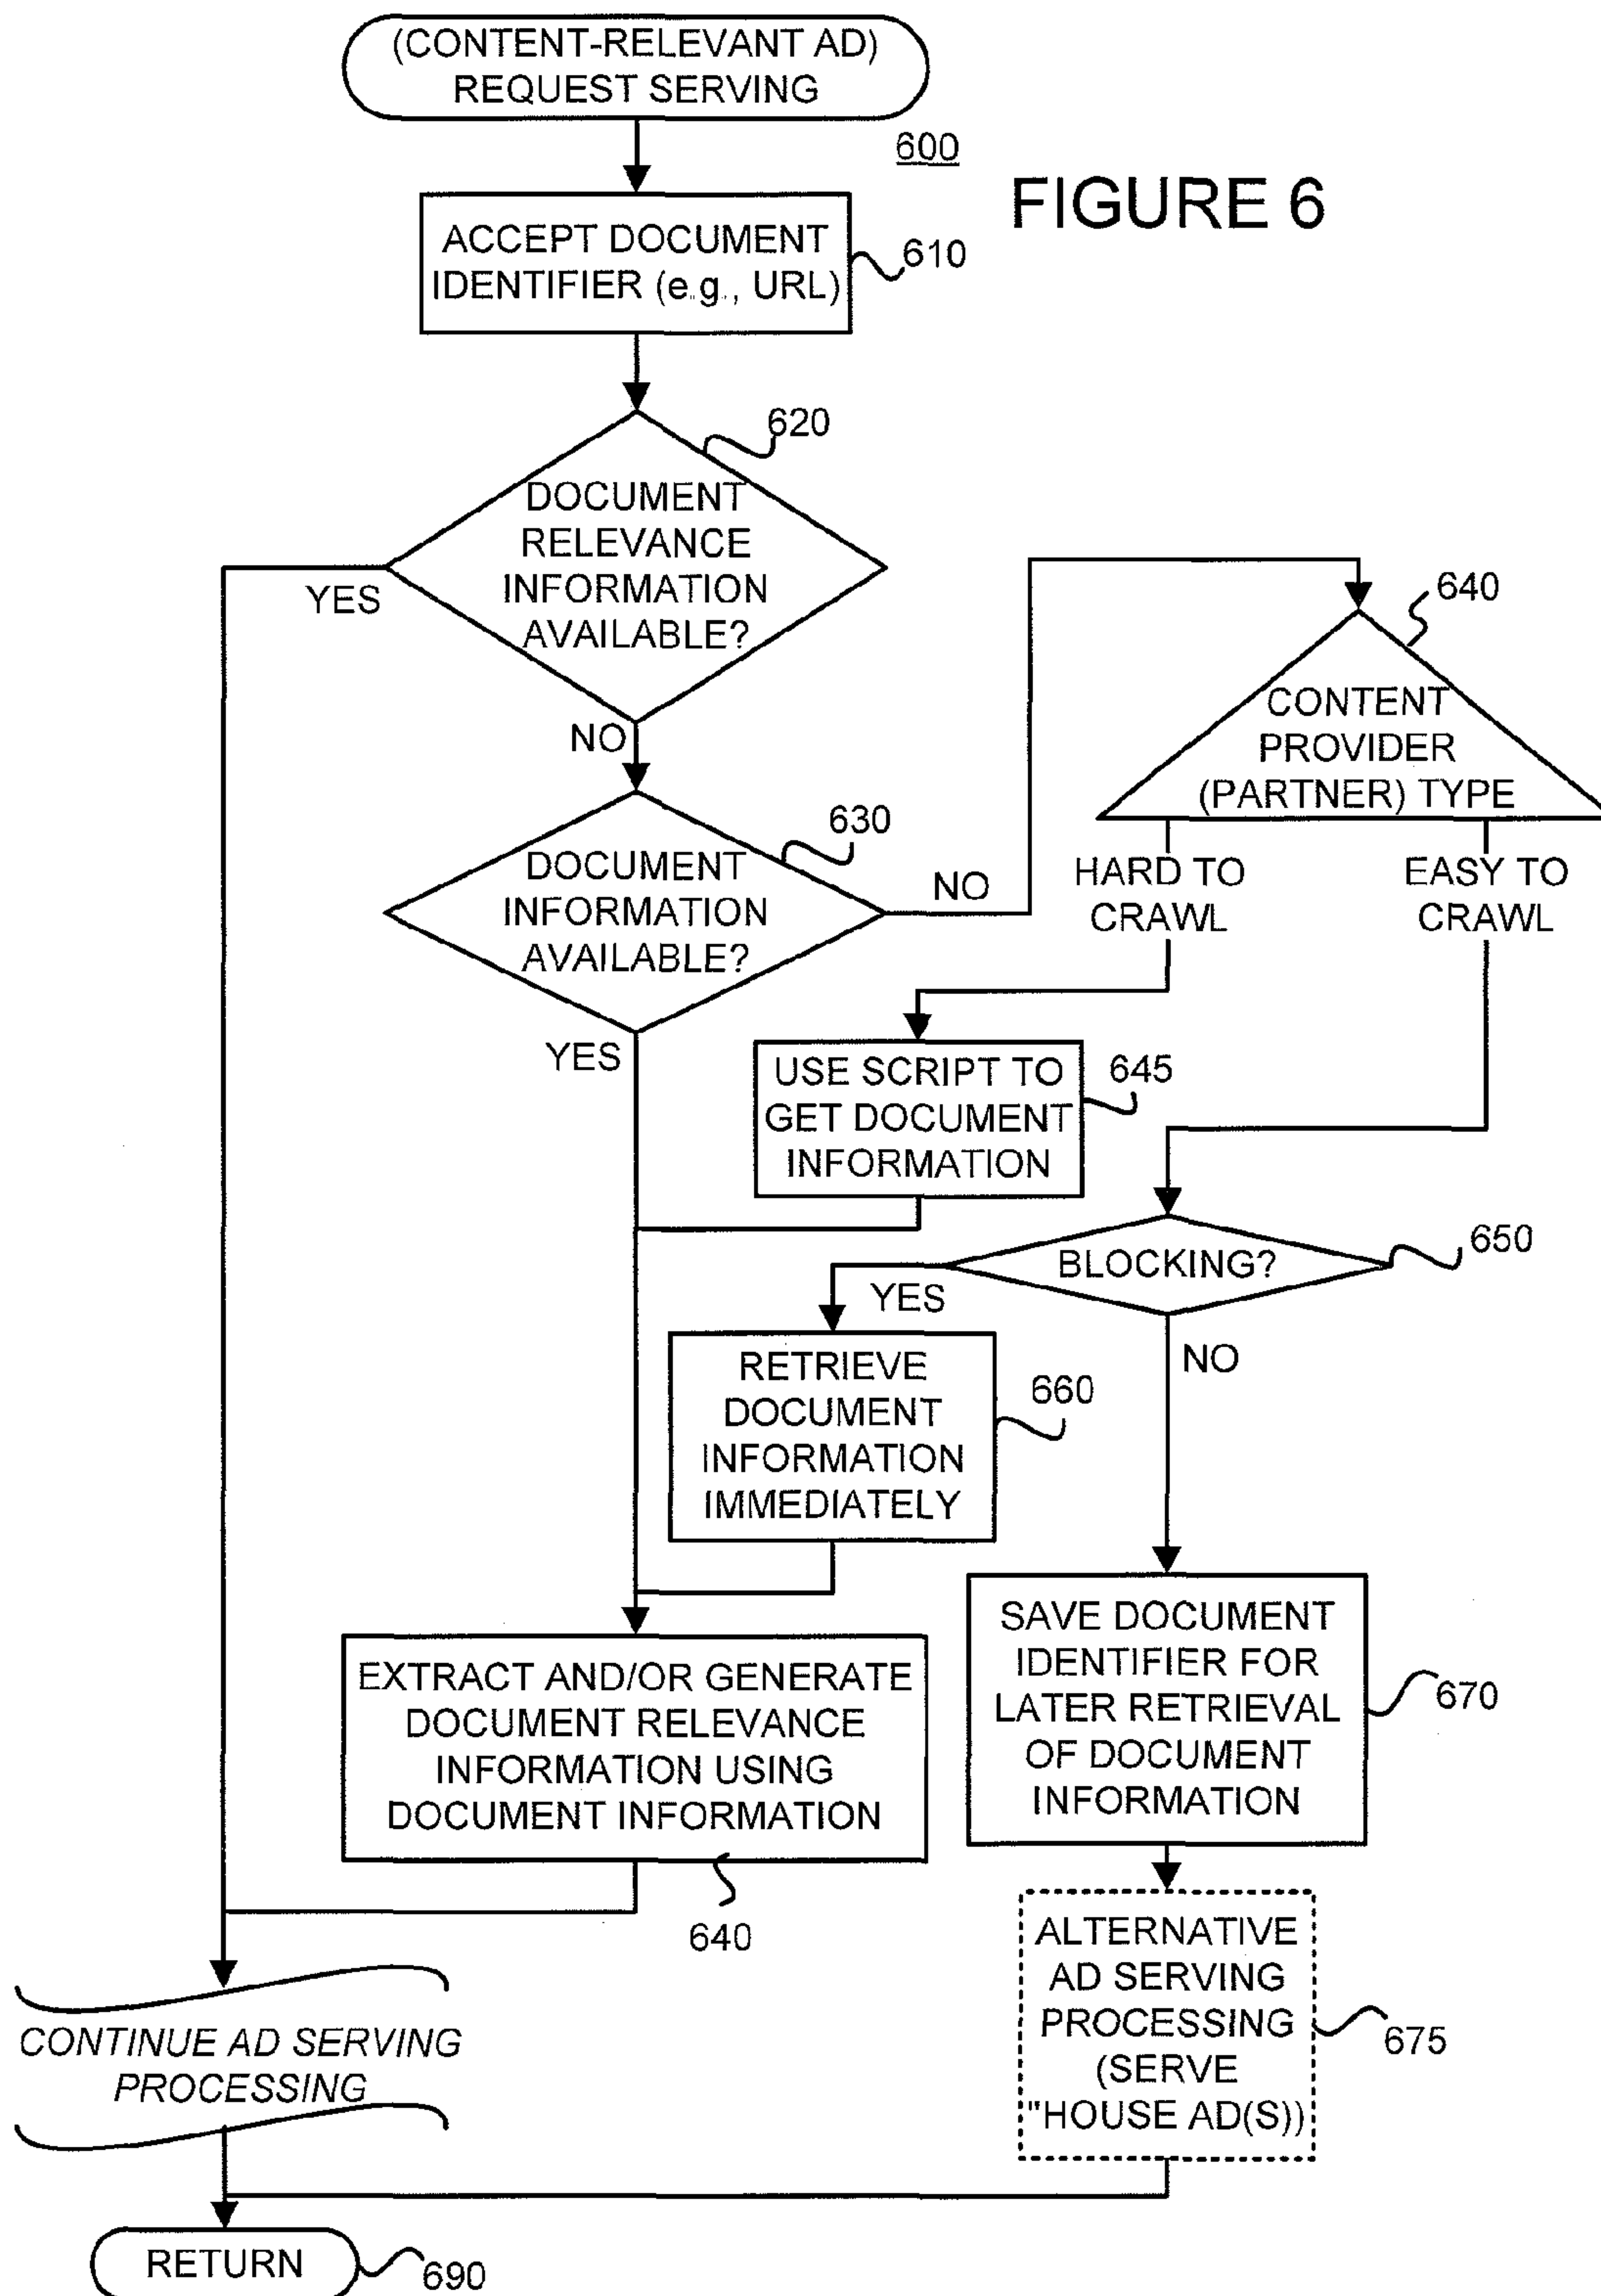 (CONTENT-RELEVANT AD)
REQUEST SERVING
600
FIGURE 6
ACCEPT DOCUMENT
IDENTIFIER (e.g., URL)
610
620
DOCUMENT
RELEVANCE
INFORMATION
AVAILABLE?
YES
NO
640
CONTENT
PROVIDER
(PARTNER) TYPE
630
DOCUMENT
INFORMATION
AVAILABLE?
NO
YES
HARD TO
CRAWL
EASY TO
CRAWL
USE SCRIPT TO
GET DOCUMENT
INFORMATION
645
BLOCKING?
650
YES
NO
RETRIEVE
DOCUMENT
INFORMATION
IMMEDIATELY
660
EXTRACT AND/OR GENERATE
DOCUMENT RELEVANCE
INFORMATION USING
DOCUMENT INFORMATION
640
SAVE DOCUMENT
IDENTIFIER FOR
LATER RETRIEVAL
OF DOCUMENT
INFORMATION
670
ALTERNATIVE
AD SERVING
PROCESSING
(SERVE
"HOUSE AD(S))
675
CONTINUE AD SERVING
PROCESSING
RETURN
690